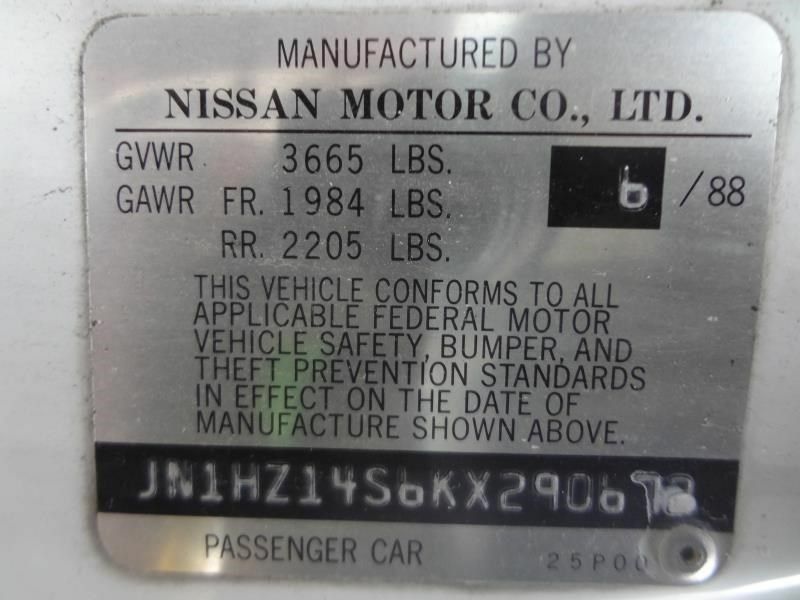 MANUFACTURED BY
NISSAN MOTOR CO., LTD.
GVWR 3665 LBS. 6 /88
GAWR FR. 1984 LBS.
RR. 2205 LBS.
THIS VEHICLE CONFORMS TO ALL
APPLICABLE FEDERAL MOTOR
VEHICLE SAFETY, BUMPER, AND
THEFT PREVENTION STANDARDS
IN EFFECT ON THE DATE OF
MANUFACTURE SHOWN ABOVE.
JN1HZ14S6KX290672
PASSENGER CAR 25P00